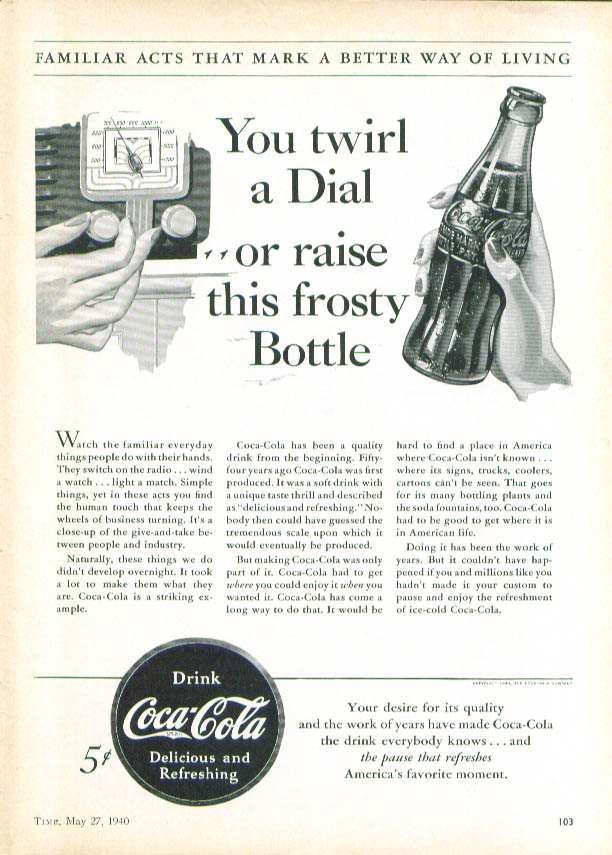 FAMILIAR ACTS THAT MARK A BETTER WAY OF LIVING
You twirl
a Dial
..or raise
this frosty
Bottle
Coca-Cola
Watch the familiar everyday
things people do with their hands.
They switch on the radio ... wind
a watch ... light a match. Simple
things, yet in these acts you find
the human touch that keeps the
wheels of business turning. It's a
close-up of the give-and-take be-
tween people and industry.
Naturally, these things we do
didn't develop overnight. It took
a lot to make them what they
are. Coca-Cola is a striking ex-
ample.
Coca-Cola has been a quality
drink from the beginning. Fifty-
four years ago Coca-Cola was first
produced. It was a soft drink with
a unique taste thrill and described
as "delicious and refreshing." No-
body then could have guessed the
tremendous scale upon which it
would eventually be produced.
But making Coca-Cola was only
part of it. Coca-Cola had to get
where you could enjoy it when you
wanted it. Coca-Cola has come a
long way to do that. It would be
hard to find a place in America
where Coca-Cola isn't known ...
where its signs, trucks, coolers,
cartons can't be seen. That goes
for its many bottling plants and
the soda fountains, too. Coca-Cola
had to be good to get where it is
in American life.
Doing it has been the work of
years. But it couldn't have hap-
pened if you and millions like you
hadn't made it your custom to
pause and enjoy the refreshment
of ice-cold Coca-Cola.
COPYRIGHT 1940, THE COCA-COLA COMPANY
Drink
Coca-Cola
Delicious and
Refreshing
5¢
Your desire for its quality
and the work of years have made Coca-Cola
the drink everybody knows ... and
the pause that refreshes
America's favorite moment.
TIME, May 27, 1940
103